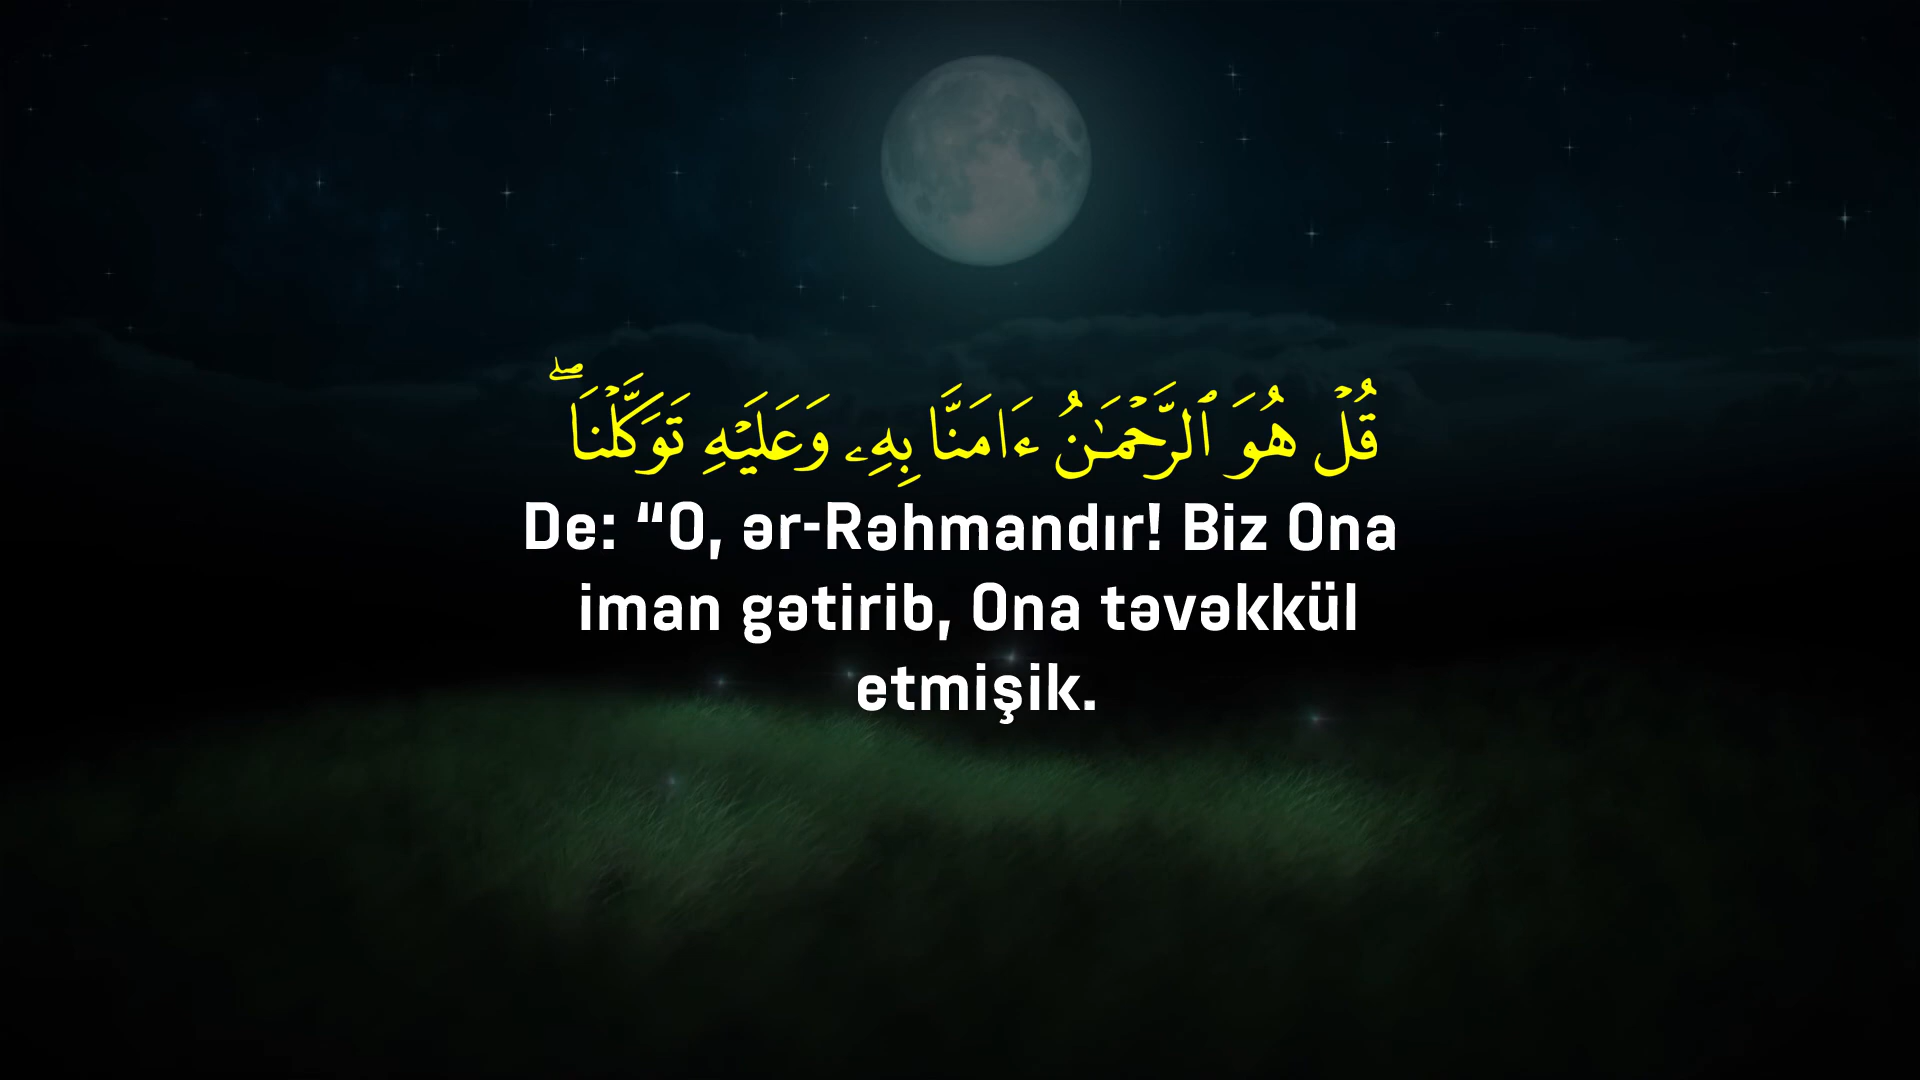 قُلۡ هُوَ ٱلرَّحۡمَـٰنُ ءَامَنَّا بِهِۦ وَعَلَيۡهِ تَوَكَّلۡنَاۖ
De: “O, ər-Rəhmandır! Biz Ona
iman gətirib, Ona təvəkkül
etmişik.